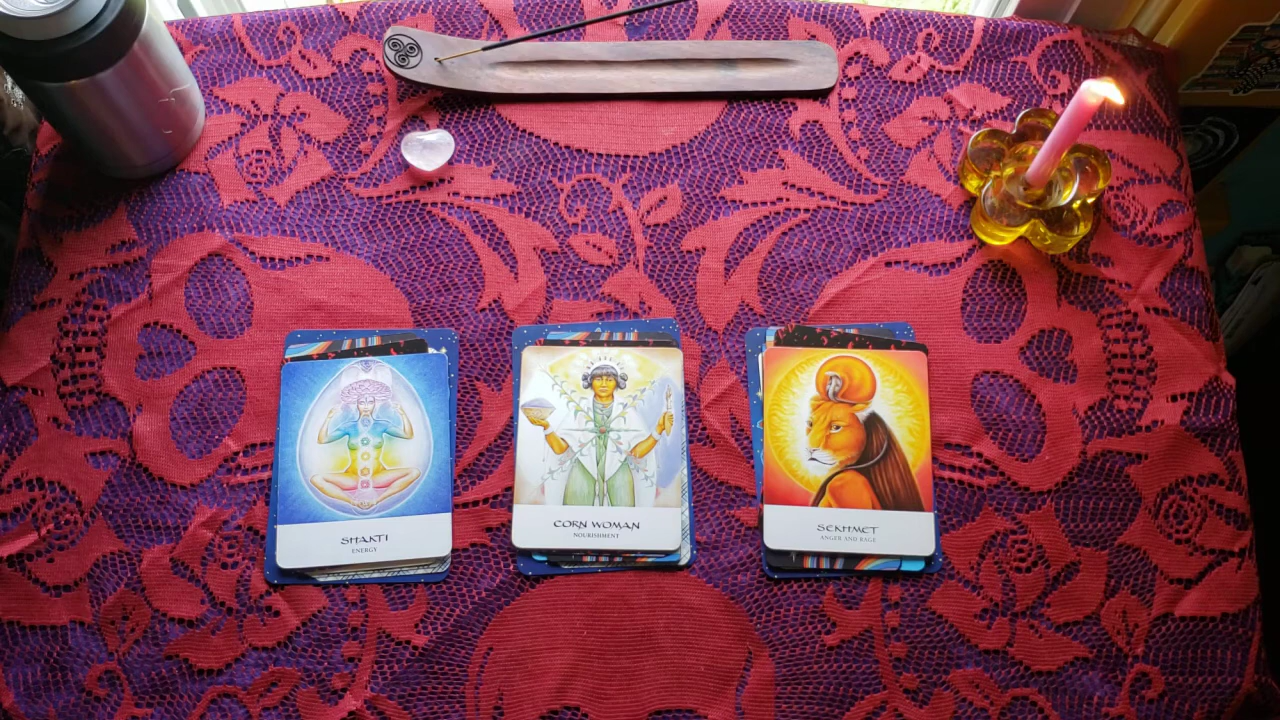 SHAKTI
ENERGY
CORN WOMAN
NOURISHMENT
SEKHMET
ANGER AND RAGE